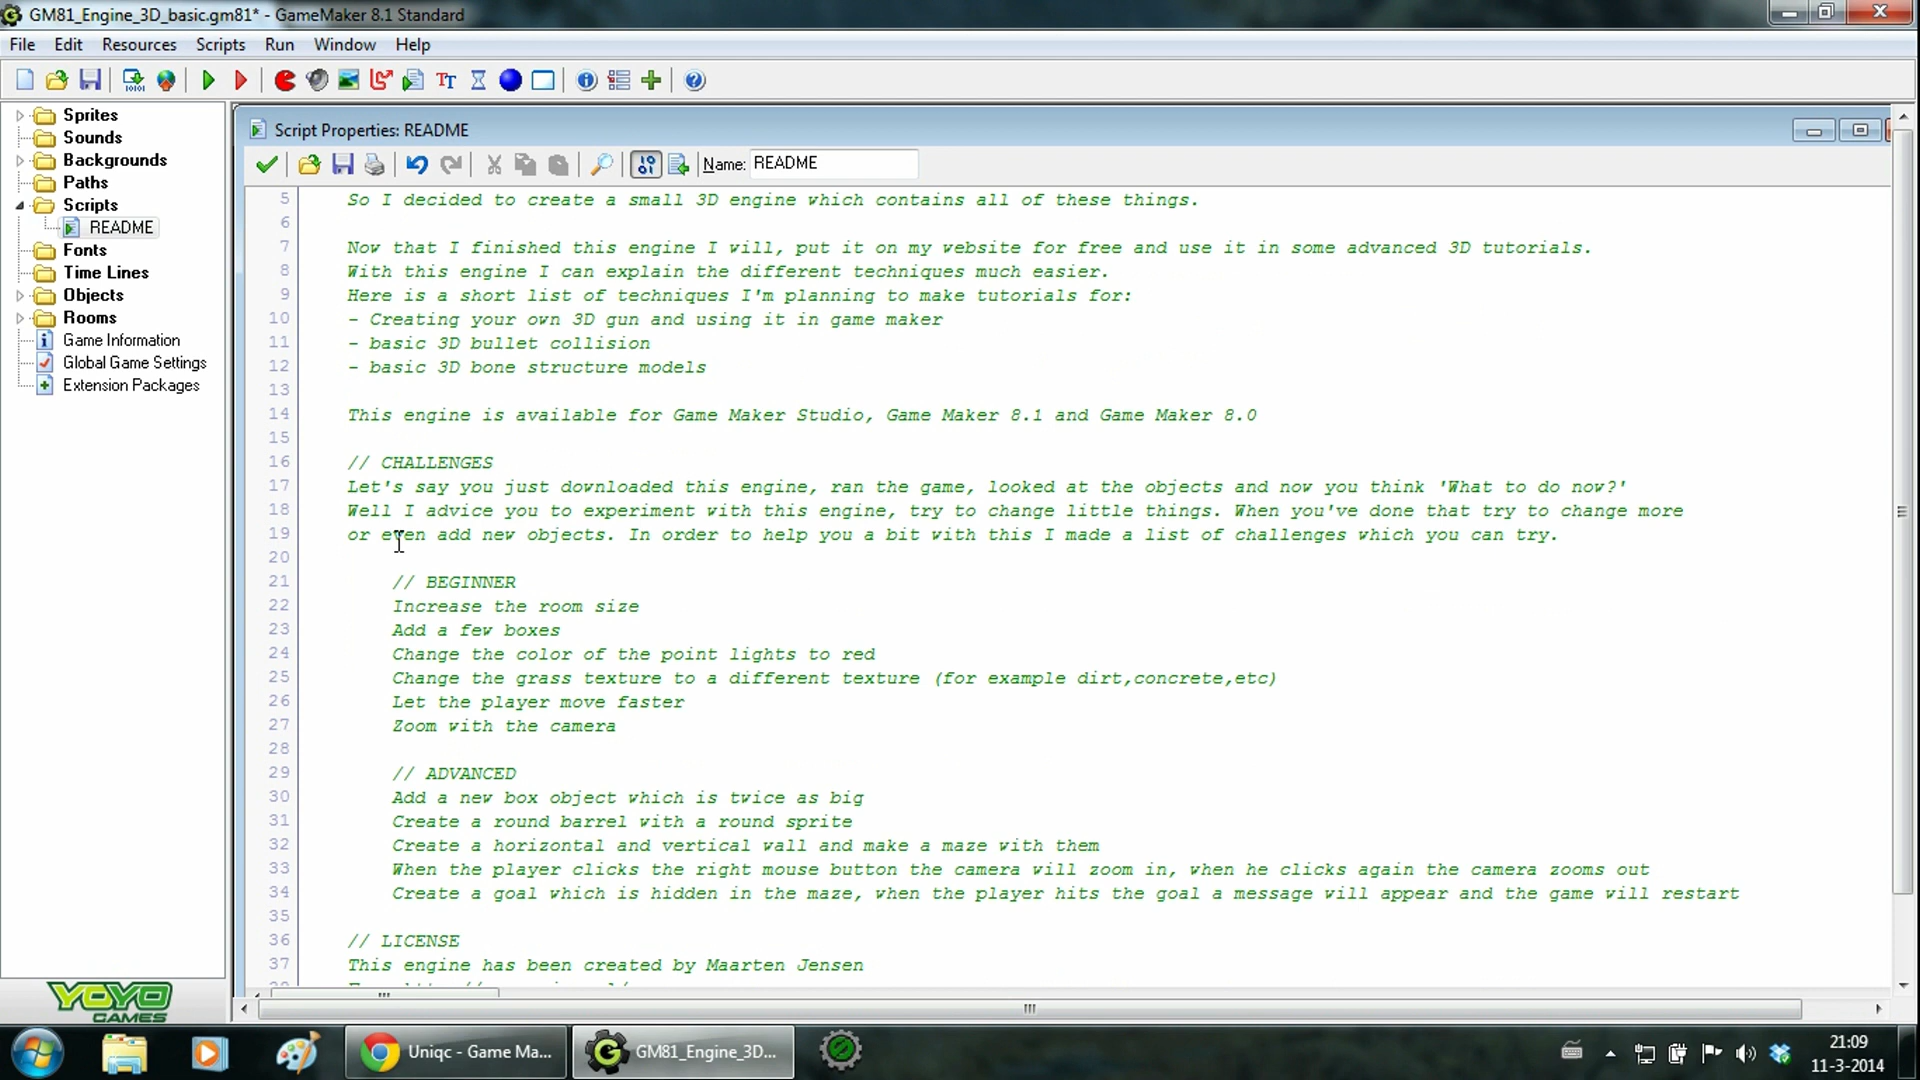 GM81_Engine_3D_basic.gm81* - GameMaker 8.1 Standard
File Edit Resources Scripts Run Window Help
Sprites
Sounds
Backgrounds
Paths
Scripts
README
Fonts
Time Lines
Objects
Rooms
Game Information
Global Game Settings
Extension Packages
YOYO
GAMES
Script Properties: README
Name: README
5 So I decided to create a small 3D engine which contains all of these things.
6
7 Now that I finished this engine I will, put it on my website for free and use it in some advanced 3D tutorials.
8 With this engine I can explain the different techniques much easier.
9 Here is a short list of techniques I'm planning to make tutorials for:
10 - Creating your own 3D gun and using it in game maker
11 - basic 3D bullet collision
12 - basic 3D bone structure models
13
14 This engine is available for Game Maker Studio, Game Maker 8.1 and Game Maker 8.0
15
16 // CHALLENGES
17 Let's say you just downloaded this engine, ran the game, looked at the objects and now you think 'What to do now?'
18 Well I advice you to experiment with this engine, try to change little things. When you've done that try to change more
19 or even add new objects. In order to help you a bit with this I made a list of challenges which you can try.
20
21 // BEGINNER
22 Increase the room size
23 Add a few boxes
24 Change the color of the point lights to red
25 Change the grass texture to a different texture (for example dirt,concrete,etc)
26 Let the player move faster
27 Zoom with the camera
28
29 // ADVANCED
30 Add a new box object which is twice as big
31 Create a round barrel with a round sprite
32 Create a horizontal and vertical wall and make a maze with them
33 When the player clicks the right mouse button the camera will zoom in, when he clicks again the camera zooms out
34 Create a goal which is hidden in the maze, when the player hits the goal a message will appear and the game will restart
35
36 // LICENSE
37 This engine has been created by Maarten Jensen
Uniqc - Game Ma...
GM81_Engine_3D...
21:09
11-3-2014